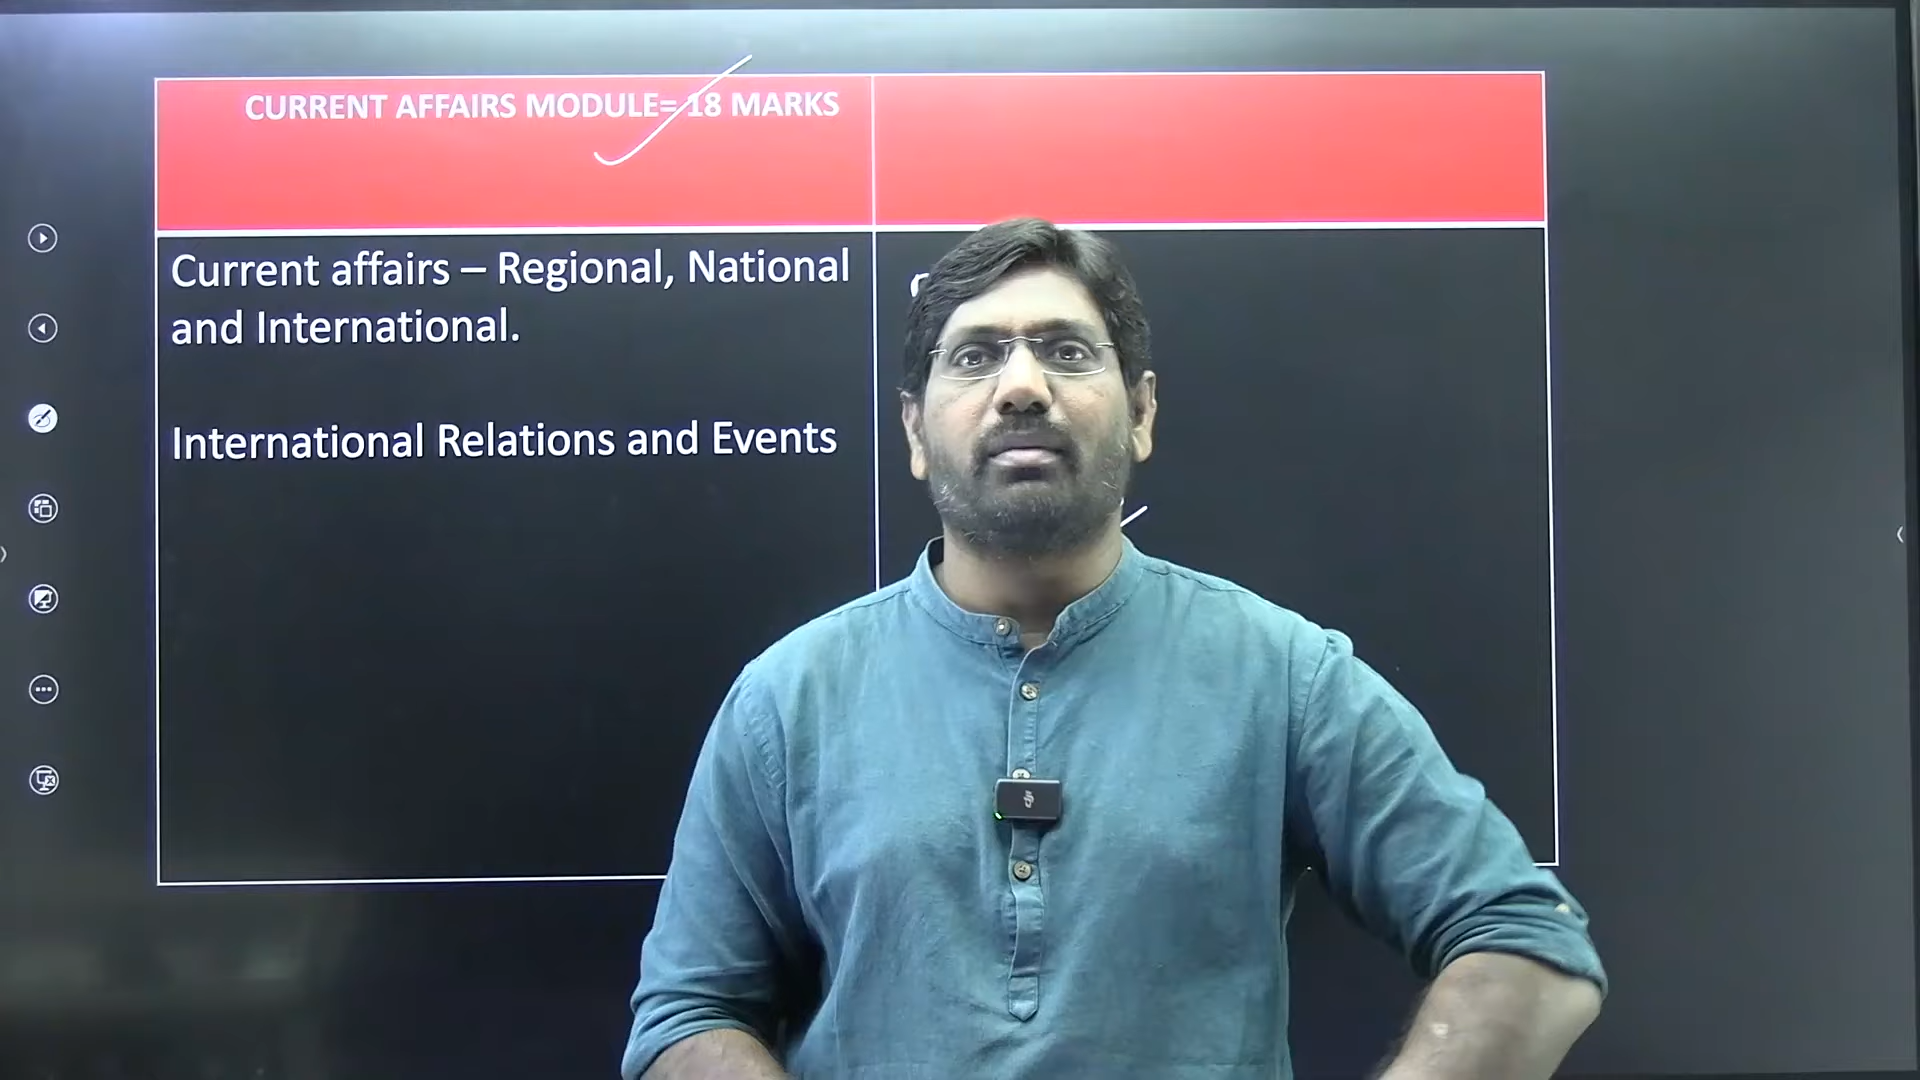 CURRENT AFFAIRS MODULE= 18 MARKS
Current affairs – Regional, National
and International.
International Relations and Events